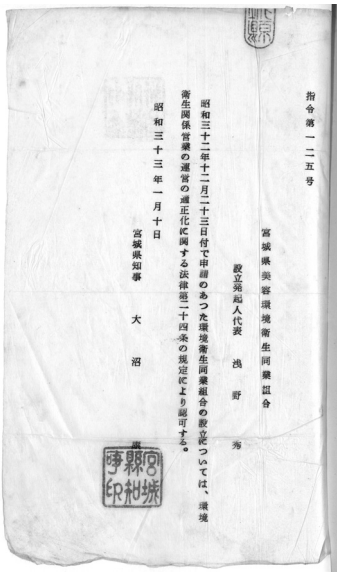 指令第一二五号
宮城県美容環境衛生同業組合
設立発起人代表 浅野 秀
昭和三十二年十二月二十三日付で申請のあつた環境衛生同業組合の設立については、環境
衛生関係営業の運営の適正化に関する法律第二十四条の規定により認可する。
昭和三十三年一月十日
宮城県知事 大沼
宮城
縣知
事印